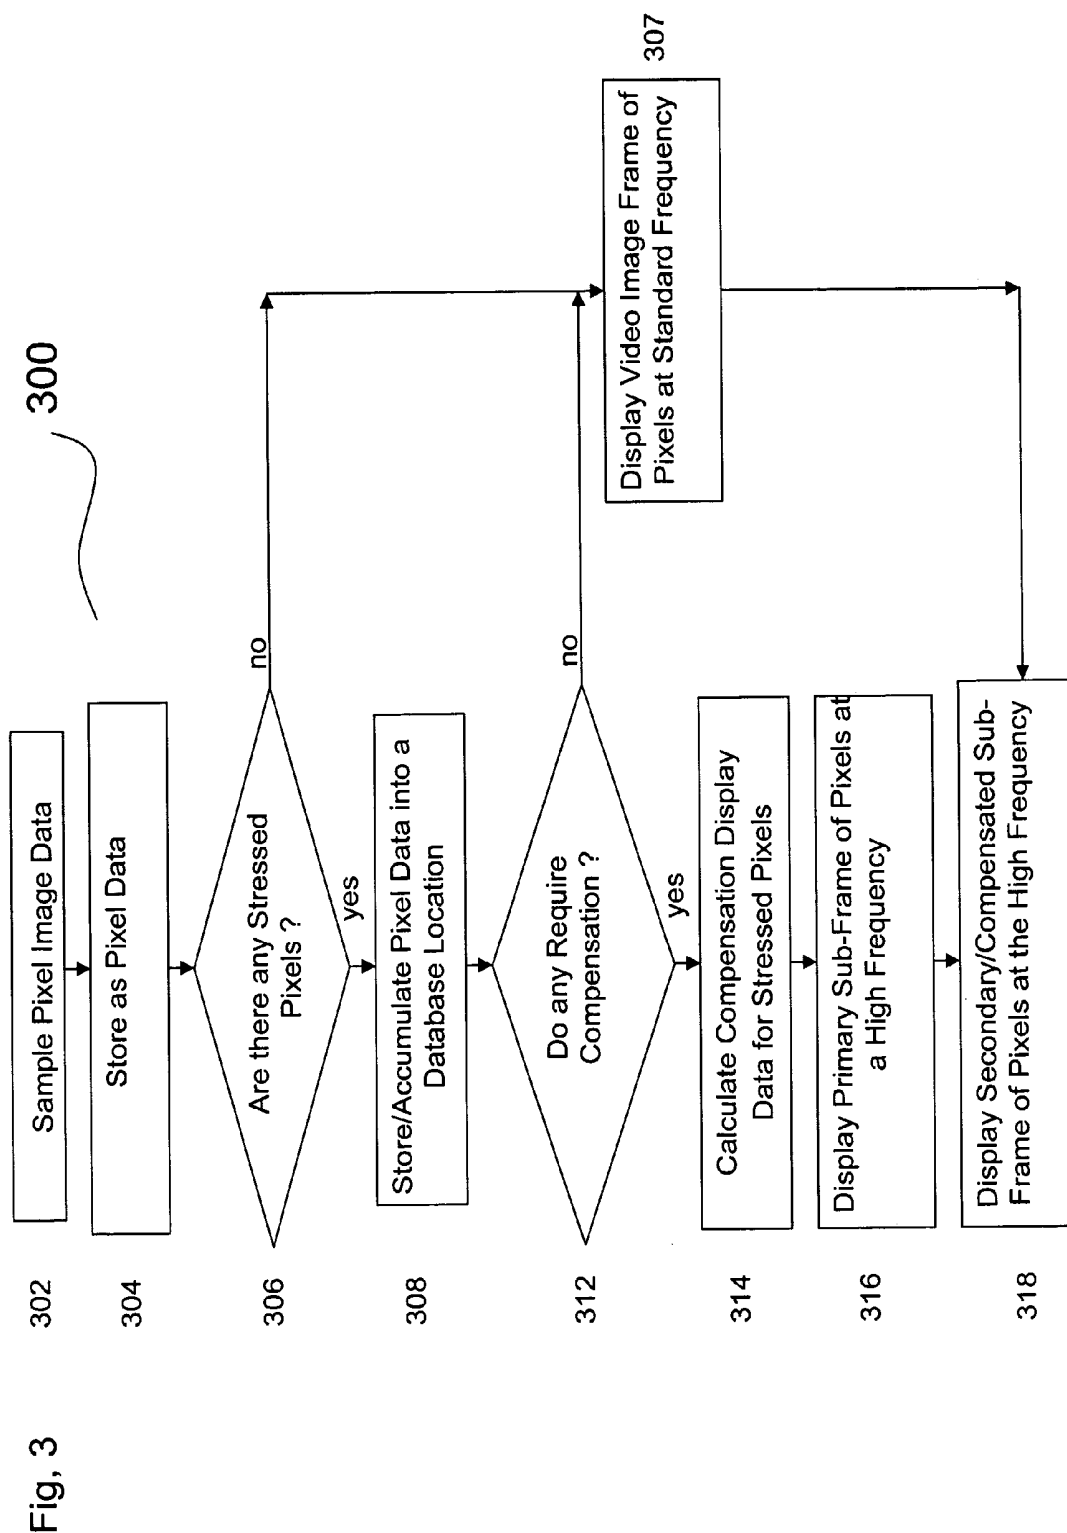 Fig, 3
300
302
Sample Pixel Image Data
304
Store as Pixel Data
306
Are there any Stressed
Pixels ?
no
yes
307
Display Video Image Frame of
Pixels at Standard Frequency
308
Store/Accumulate Pixel Data into a
Database Location
312
Do any Require
Compensation ?
no
yes
314
Calculate Compensation Display
Data for Stressed Pixels
316
Display Primary Sub-Frame of Pixels at
a High Frequency
318
Display Secondary/Compensated Sub-
Frame of Pixels at the High Frequency